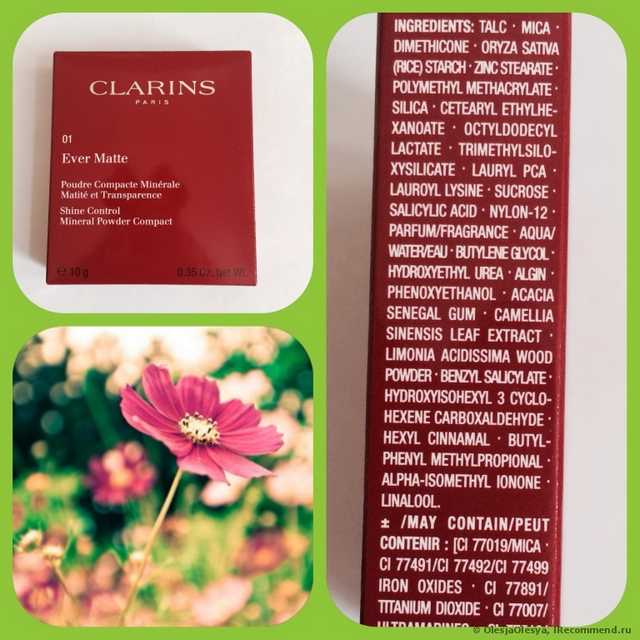 CLARINS
PARIS
01
Ever Matte
Poudre Compacte Minérale
Matité et Transparence
Shine Control
Mineral Powder Compact
℮ 10 g 0.35 Oz. net Wt.
INGREDIENTS: TALC · MICA ·
DIMETHICONE · ORYZA SATIVA
(RICE) STARCH · ZINC STEARATE ·
POLYMETHYL METHACRYLATE ·
SILICA · CETEARYL ETHYLHE-
XANOATE · OCTYLDODECYL
LACTATE · TRIMETHYLSILO-
XYSILICATE · LAURYL PCA ·
LAUROYL LYSINE · SUCROSE ·
SALICYLIC ACID · NYLON-12 ·
PARFUM/FRAGRANCE · AQUA/
WATER/EAU · BUTYLENE GLYCOL ·
HYDROXYETHYL UREA · ALGIN ·
PHENOXYETHANOL · ACACIA
SENEGAL GUM · CAMELLIA
SINENSIS LEAF EXTRACT ·
LIMONIA ACIDISSIMA WOOD
POWDER · BENZYL SALICYLATE ·
HYDROXYISOHEXYL 3 CYCLO-
HEXENE CARBOXALDEHYDE ·
HEXYL CINNAMAL · BUTYL-
PHENYL METHYLPROPIONAL ·
ALPHA-ISOMETHYL IONONE ·
LINALOOL.
± /MAY CONTAIN/PEUT
CONTENIR : [CI 77019/MICA ·
CI 77491/CI 77492/CI 77499
IRON OXIDES · CI 77891/
TITANIUM DIOXIDE · CI 77007/
© OlesjaOlesya, IRecommend.ru